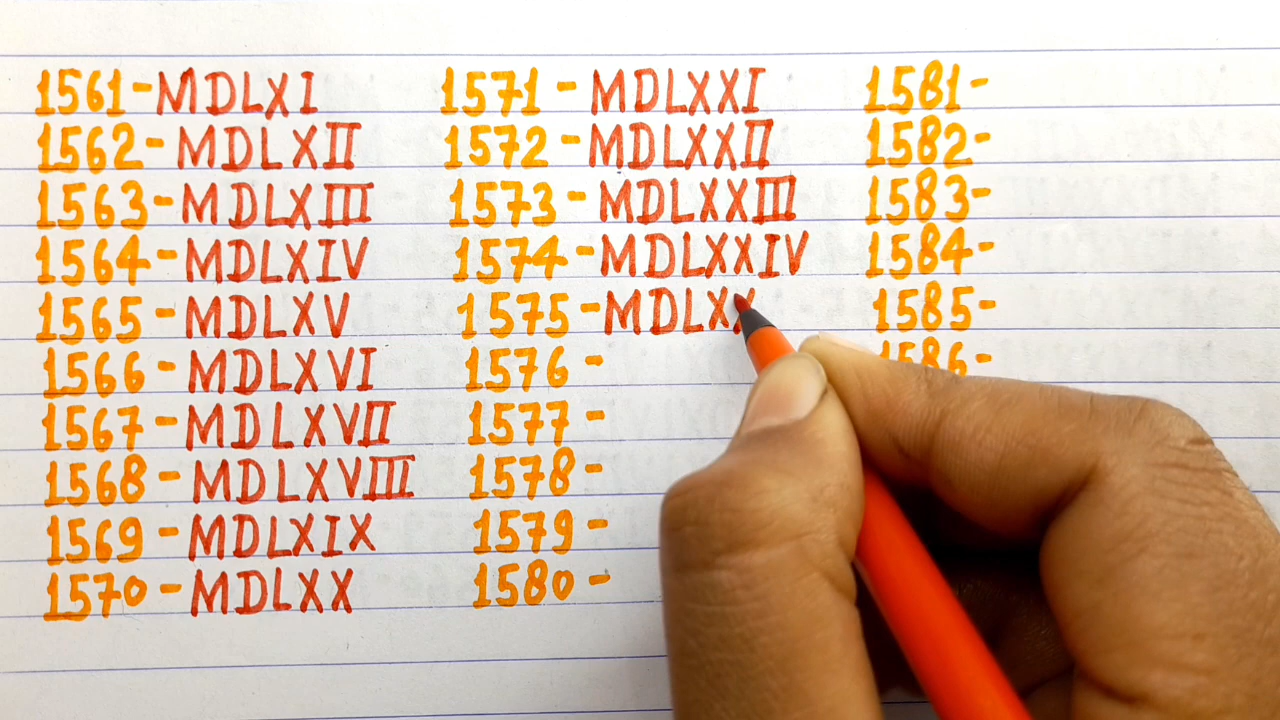 1561-MDLXI
1562-MDLXII
1563-MDLXIII
1564-MDLXIV
1565-MDLXV
1566-MDLXVI
1567-MDLXVII
1568-MDLXVIII
1569-MDLXIX
1570-MDLXX
1571-MDLXXI
1572-MDLXXII
1573-MDLXXIII
1574-MDLXXIV
1575-MDLXX
1576-
1577-
1578-
1579-
1580-
1581-
1582-
1583-
1584-
1585-
1586-